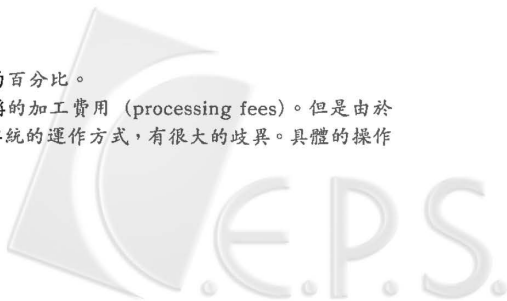 百分比。
的加工費用 (processing fees)。但是由於
統的運作方式，有很大的歧異。具體的操作
C.E.P.S.